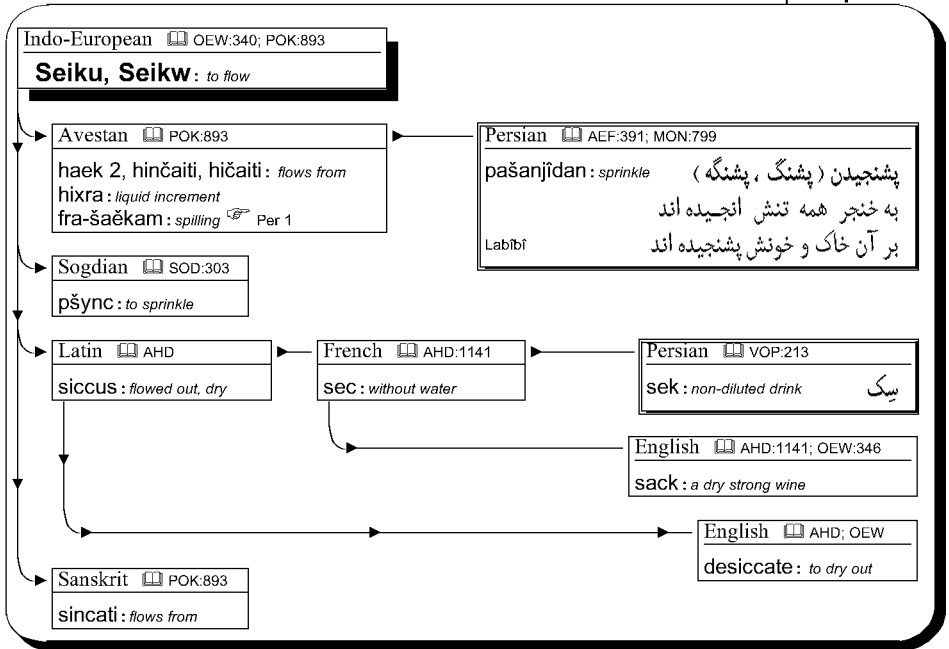 Indo-European 📖 OEW:340; POK:893
Seiku, Seikw : to flow
Avestan 📖 POK:893
haek 2, hinčaiti, hičaiti : flows from
hixra : liquid increment
fra-šaěkam : spilling ☞ Per 1
Persian 📖 AEF:391; MON:799
pašanjîdan : sprinkle پشنجیدن ( پشنگ ، پشنگه )
به خنجر همه تنش انجـیده اند
Labîbî بر آن خاک و خونش پشنجیده اند
Sogdian 📖 SOD:303
pšync : to sprinkle
Latin 📖 AHD
siccus : flowed out, dry
French 📖 AHD:1141
sec : without water
Persian 📖 VOP:213
sek : non-diluted drink سِک
English 📖 AHD:1141; OEW:346
sack : a dry strong wine
English 📖 AHD; OEW
desiccate : to dry out
Sanskrit 📖 POK:893
sincati : flows from